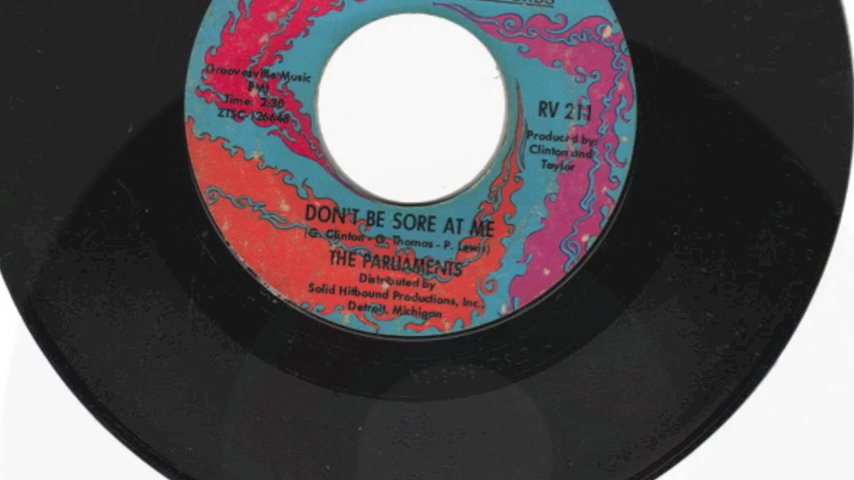 Groovesville Music
BMI
Time: 2:30
ZTSC-126648
RV 211
Produced by:
Clinton and
Taylor
DON'T BE SORE AT ME
(G. Clinton - G. Thomas - P. Lewis)
THE PARLIAMENTS
Distributed by
Solid Hitbound Productions, Inc.,
Detroit, Michigan